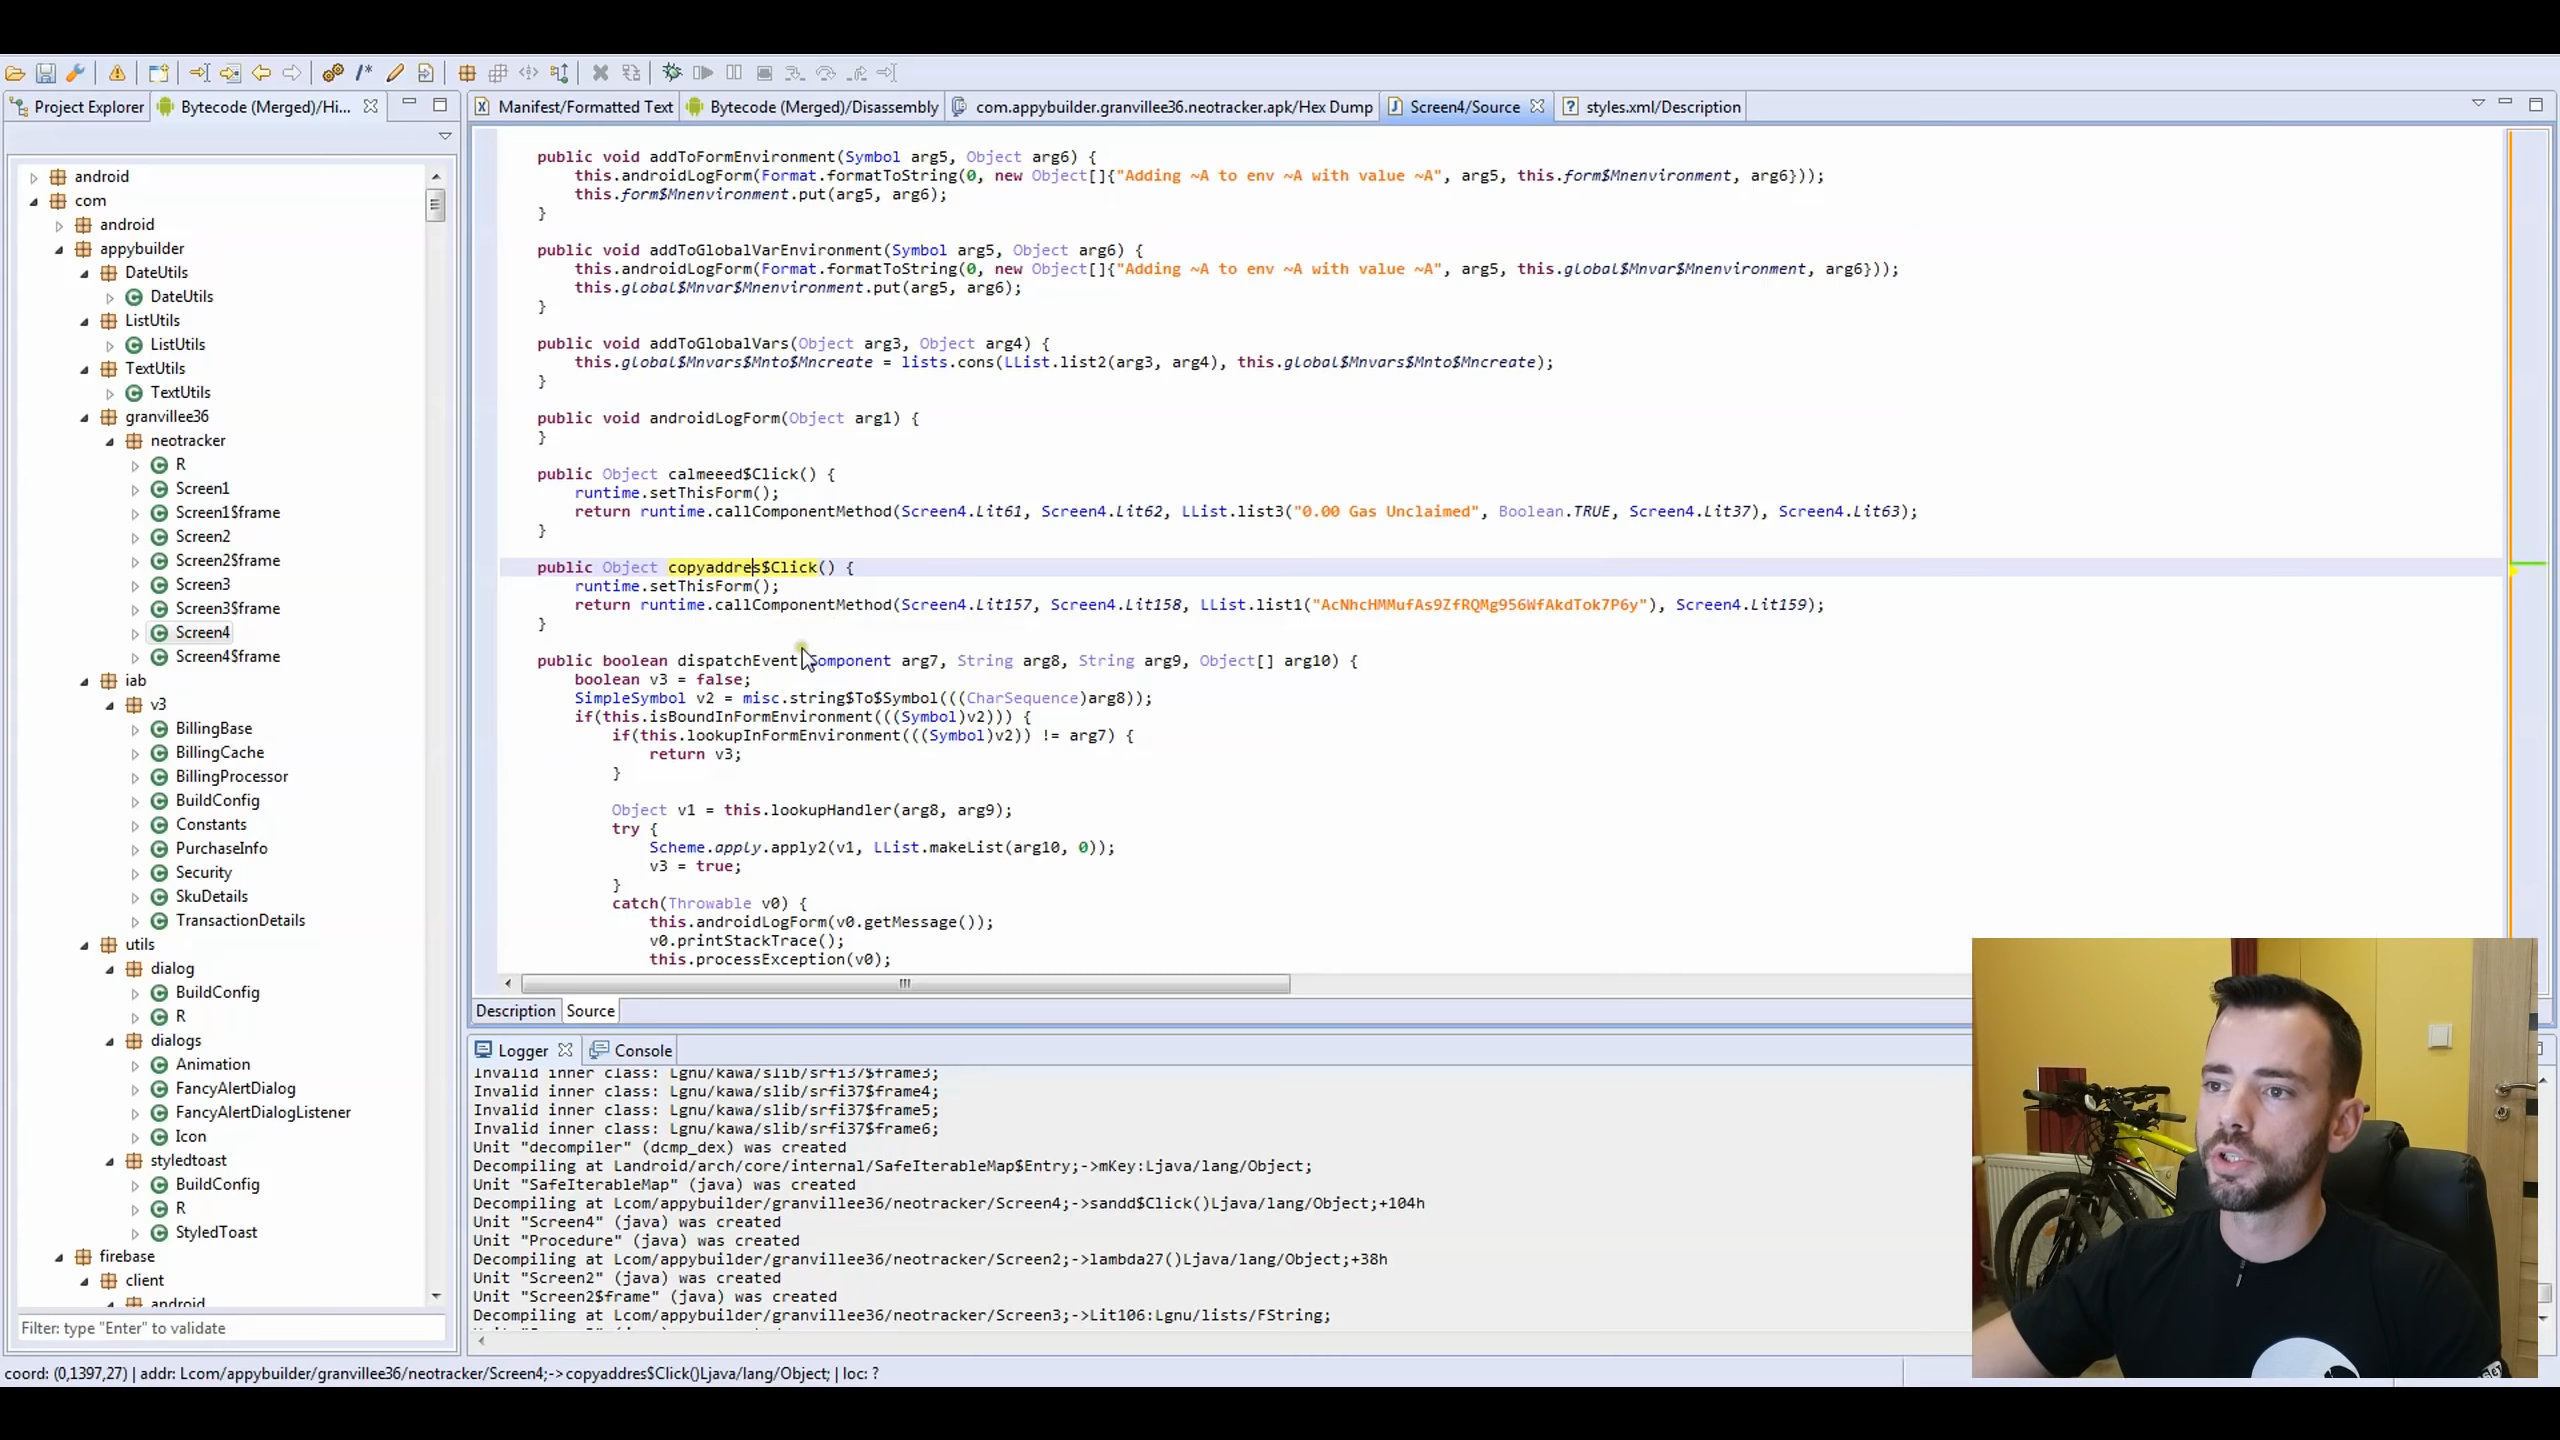 Project Explorer
Bytecode (Merged)/Hi...
Manifest/Formatted Text
Bytecode (Merged)/Disassembly
com.appybuilder.granvillee36.neotracker.apk/Hex Dump
Screen4/Source
styles.xml/Description
android
com
android
appybuilder
DateUtils
DateUtils
ListUtils
ListUtils
TextUtils
TextUtils
granvillee36
neotracker
R
Screen1
Screen1$frame
Screen2
Screen2$frame
Screen3
Screen3$frame
Screen4
Screen4$frame
iab
v3
BillingBase
BillingCache
BillingProcessor
BuildConfig
Constants
PurchaseInfo
Security
SkuDetails
TransactionDetails
utils
dialog
BuildConfig
R
dialogs
Animation
FancyAlertDialog
FancyAlertDialogListener
Icon
styledtoast
BuildConfig
R
StyledToast
firebase
client
android
Filter: type "Enter" to validate
public void addToFormEnvironment(Symbol arg5, Object arg6) {
this.androidLogForm(Format.formatToString(0, new Object[]{"Adding ~A to env ~A with value ~A", arg5, this.form$Mnenvironment, arg6}));
this.form$Mnenvironment.put(arg5, arg6);
}
public void addToGlobalVarEnvironment(Symbol arg5, Object arg6) {
this.androidLogForm(Format.formatToString(0, new Object[]{"Adding ~A to env ~A with value ~A", arg5, this.global$Mnvar$Mnenvironment, arg6}));
this.global$Mnvar$Mnenvironment.put(arg5, arg6);
}
public void addToGlobalVars(Object arg3, Object arg4) {
this.global$Mnvars$Mnto$Mncreate = lists.cons(LList.list2(arg3, arg4), this.global$Mnvars$Mnto$Mncreate);
}
public void androidLogForm(Object arg1) {
}
public Object calmeeed$Click() {
runtime.setThisForm();
return runtime.callComponentMethod(Screen4.Lit61, Screen4.Lit62, LList.list3("0.00 Gas Unclaimed", Boolean.TRUE, Screen4.Lit37), Screen4.Lit63);
}
public Object copyaddres$Click() {
runtime.setThisForm();
return runtime.callComponentMethod(Screen4.Lit157, Screen4.Lit158, LList.list1("AcNhcHMMufAs9ZfRQMg956WfAkdTok7P6y"), Screen4.Lit159);
}
public boolean dispatchEvent(Component arg7, String arg8, String arg9, Object[] arg10) {
boolean v3 = false;
SimpleSymbol v2 = misc.string$To$Symbol(((CharSequence)arg8));
if(this.isBoundInFormEnvironment(((Symbol)v2))) {
if(this.lookupInFormEnvironment(((Symbol)v2)) != arg7) {
return v3;
}
Object v1 = this.lookupHandler(arg8, arg9);
try {
Scheme.apply.apply2(v1, LList.makeList(arg10, 0));
v3 = true;
}
catch(Throwable v0) {
this.androidLogForm(v0.getMessage());
v0.printStackTrace();
this.processException(v0);
Description
Source
Logger
Console
Invalid inner class: Lgnu/kawa/slib/srfi37$frame3;
Invalid inner class: Lgnu/kawa/slib/srfi37$frame4;
Invalid inner class: Lgnu/kawa/slib/srfi37$frame5;
Invalid inner class: Lgnu/kawa/slib/srfi37$frame6;
Unit "decompiler" (dcmp_dex) was created
Decompiling at Landroid/arch/core/internal/SafeIterableMap$Entry;->mKey:Ljava/lang/Object;
Unit "SafeIterableMap" (java) was created
Decompiling at Lcom/appybuilder/granvillee36/neotracker/Screen4;->sandd$Click()Ljava/lang/Object;+104h
Unit "Screen4" (java) was created
Unit "Procedure" (java) was created
Decompiling at Lcom/appybuilder/granvillee36/neotracker/Screen2;->lambda27()Ljava/lang/Object;+38h
Unit "Screen2" (java) was created
Unit "Screen2$frame" (java) was created
Decompiling at Lcom/appybuilder/granvillee36/neotracker/Screen3;->Lit106:Lgnu/lists/FString;
coord: (0,1397,27) | addr: Lcom/appybuilder/granvillee36/neotracker/Screen4;->copyaddres$Click()Ljava/lang/Object; | loc: ?